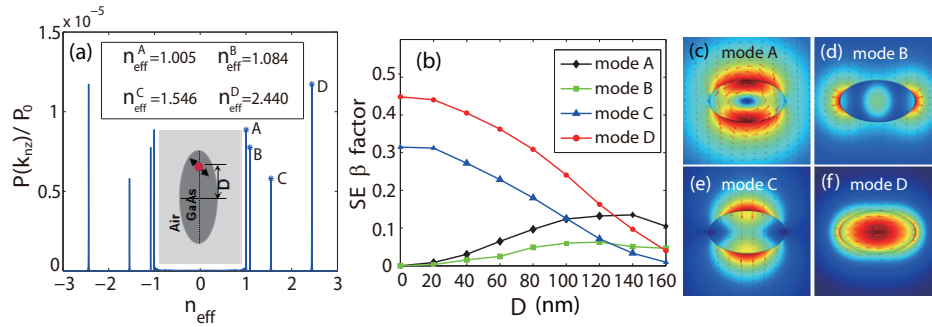 1.5
x 10⁻⁵
(a)
n_eff^A=1.005
n_eff^B=1.084
n_eff^C=1.546
n_eff^D=2.440
D
A
B
C
Air
GaAs
D
P(k_nz)/ P₀
1.0
0.5
0
−3
−2
−1
0
1
2
3
n_eff
(b)
mode A
mode B
mode C
mode D
SE β factor
0.5
0.4
0.3
0.2
0.1
0
0 20 40 60 80 100 120 140 160
D (nm)
(c) mode A
(d) mode B
(e) mode C
(f) mode D